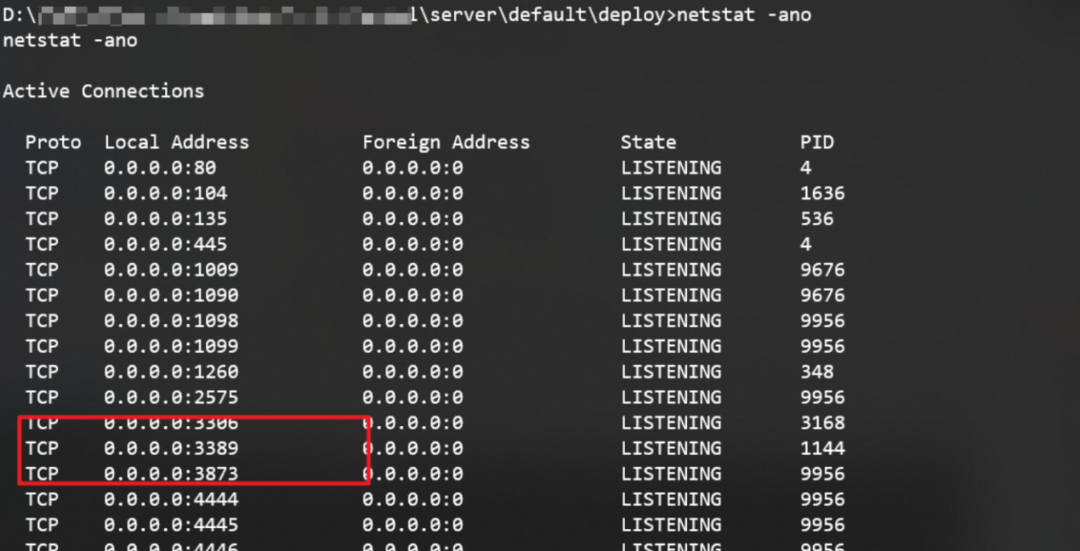 D:\ l\server\default\deploy>netstat -ano
netstat -ano
Active Connections
Proto Local Address Foreign Address State PID
TCP 0.0.0.0:80 0.0.0.0:0 LISTENING 4
TCP 0.0.0.0:104 0.0.0.0:0 LISTENING 1636
TCP 0.0.0.0:135 0.0.0.0:0 LISTENING 536
TCP 0.0.0.0:445 0.0.0.0:0 LISTENING 4
TCP 0.0.0.0:1009 0.0.0.0:0 LISTENING 9676
TCP 0.0.0.0:1090 0.0.0.0:0 LISTENING 9676
TCP 0.0.0.0:1098 0.0.0.0:0 LISTENING 9956
TCP 0.0.0.0:1099 0.0.0.0:0 LISTENING 9956
TCP 0.0.0.0:1260 0.0.0.0:0 LISTENING 348
TCP 0.0.0.0:2575 0.0.0.0:0 LISTENING 9956
TCP 0.0.0.0:3306 0.0.0.0:0 LISTENING 3168
TCP 0.0.0.0:3389 0.0.0.0:0 LISTENING 1144
TCP 0.0.0.0:3873 0.0.0.0:0 LISTENING 9956
TCP 0.0.0.0:4444 0.0.0.0:0 LISTENING 9956
TCP 0.0.0.0:4445 0.0.0.0:0 LISTENING 9956
TCP 0.0.0.0:4446 0.0.0.0:0 LISTENING 9956